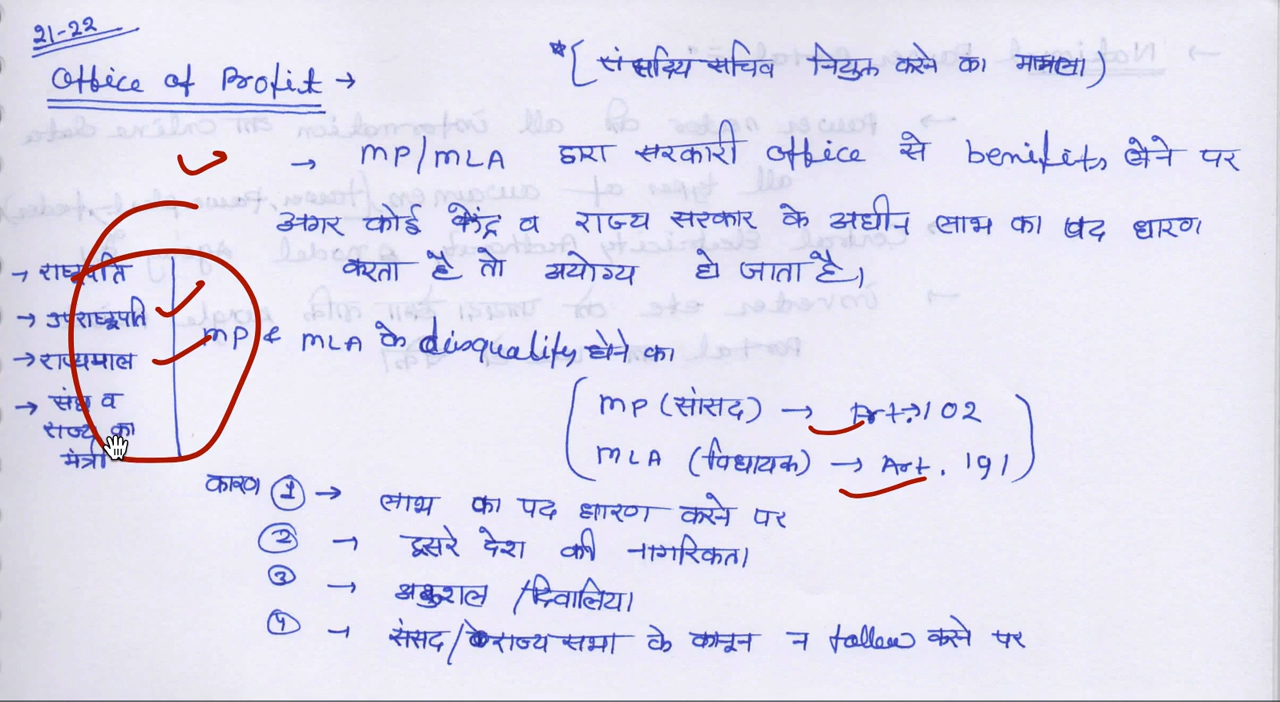 21-22
Office of Profit →
*[ संसदिय सचिव नियुक्त करने का मामला)
→ MP/MLA द्वारा सरकारी office से benifits लेने पर
अगर कोई केंद्र व राज्य सरकार के अधीन लाभ का पद धारण
करता है तो अयोग्य हो जाता है।
→ राष्ट्रपति
→ उपराष्ट्रपति
→ राज्यपाल
→ संघ व
राज्य का
मंत्री
MP & MLA के disqualify होने का
MP (सांसद) → Art. 102
MLA (विधायक) → Art. 191
कारण ① → लाभ का पद धारण करने पर
② → दूसरे देश की नागरिकता
③ → अकुशल / दिवालिया
④ → संसद/राज्य सभा के कानून न follow करने पर